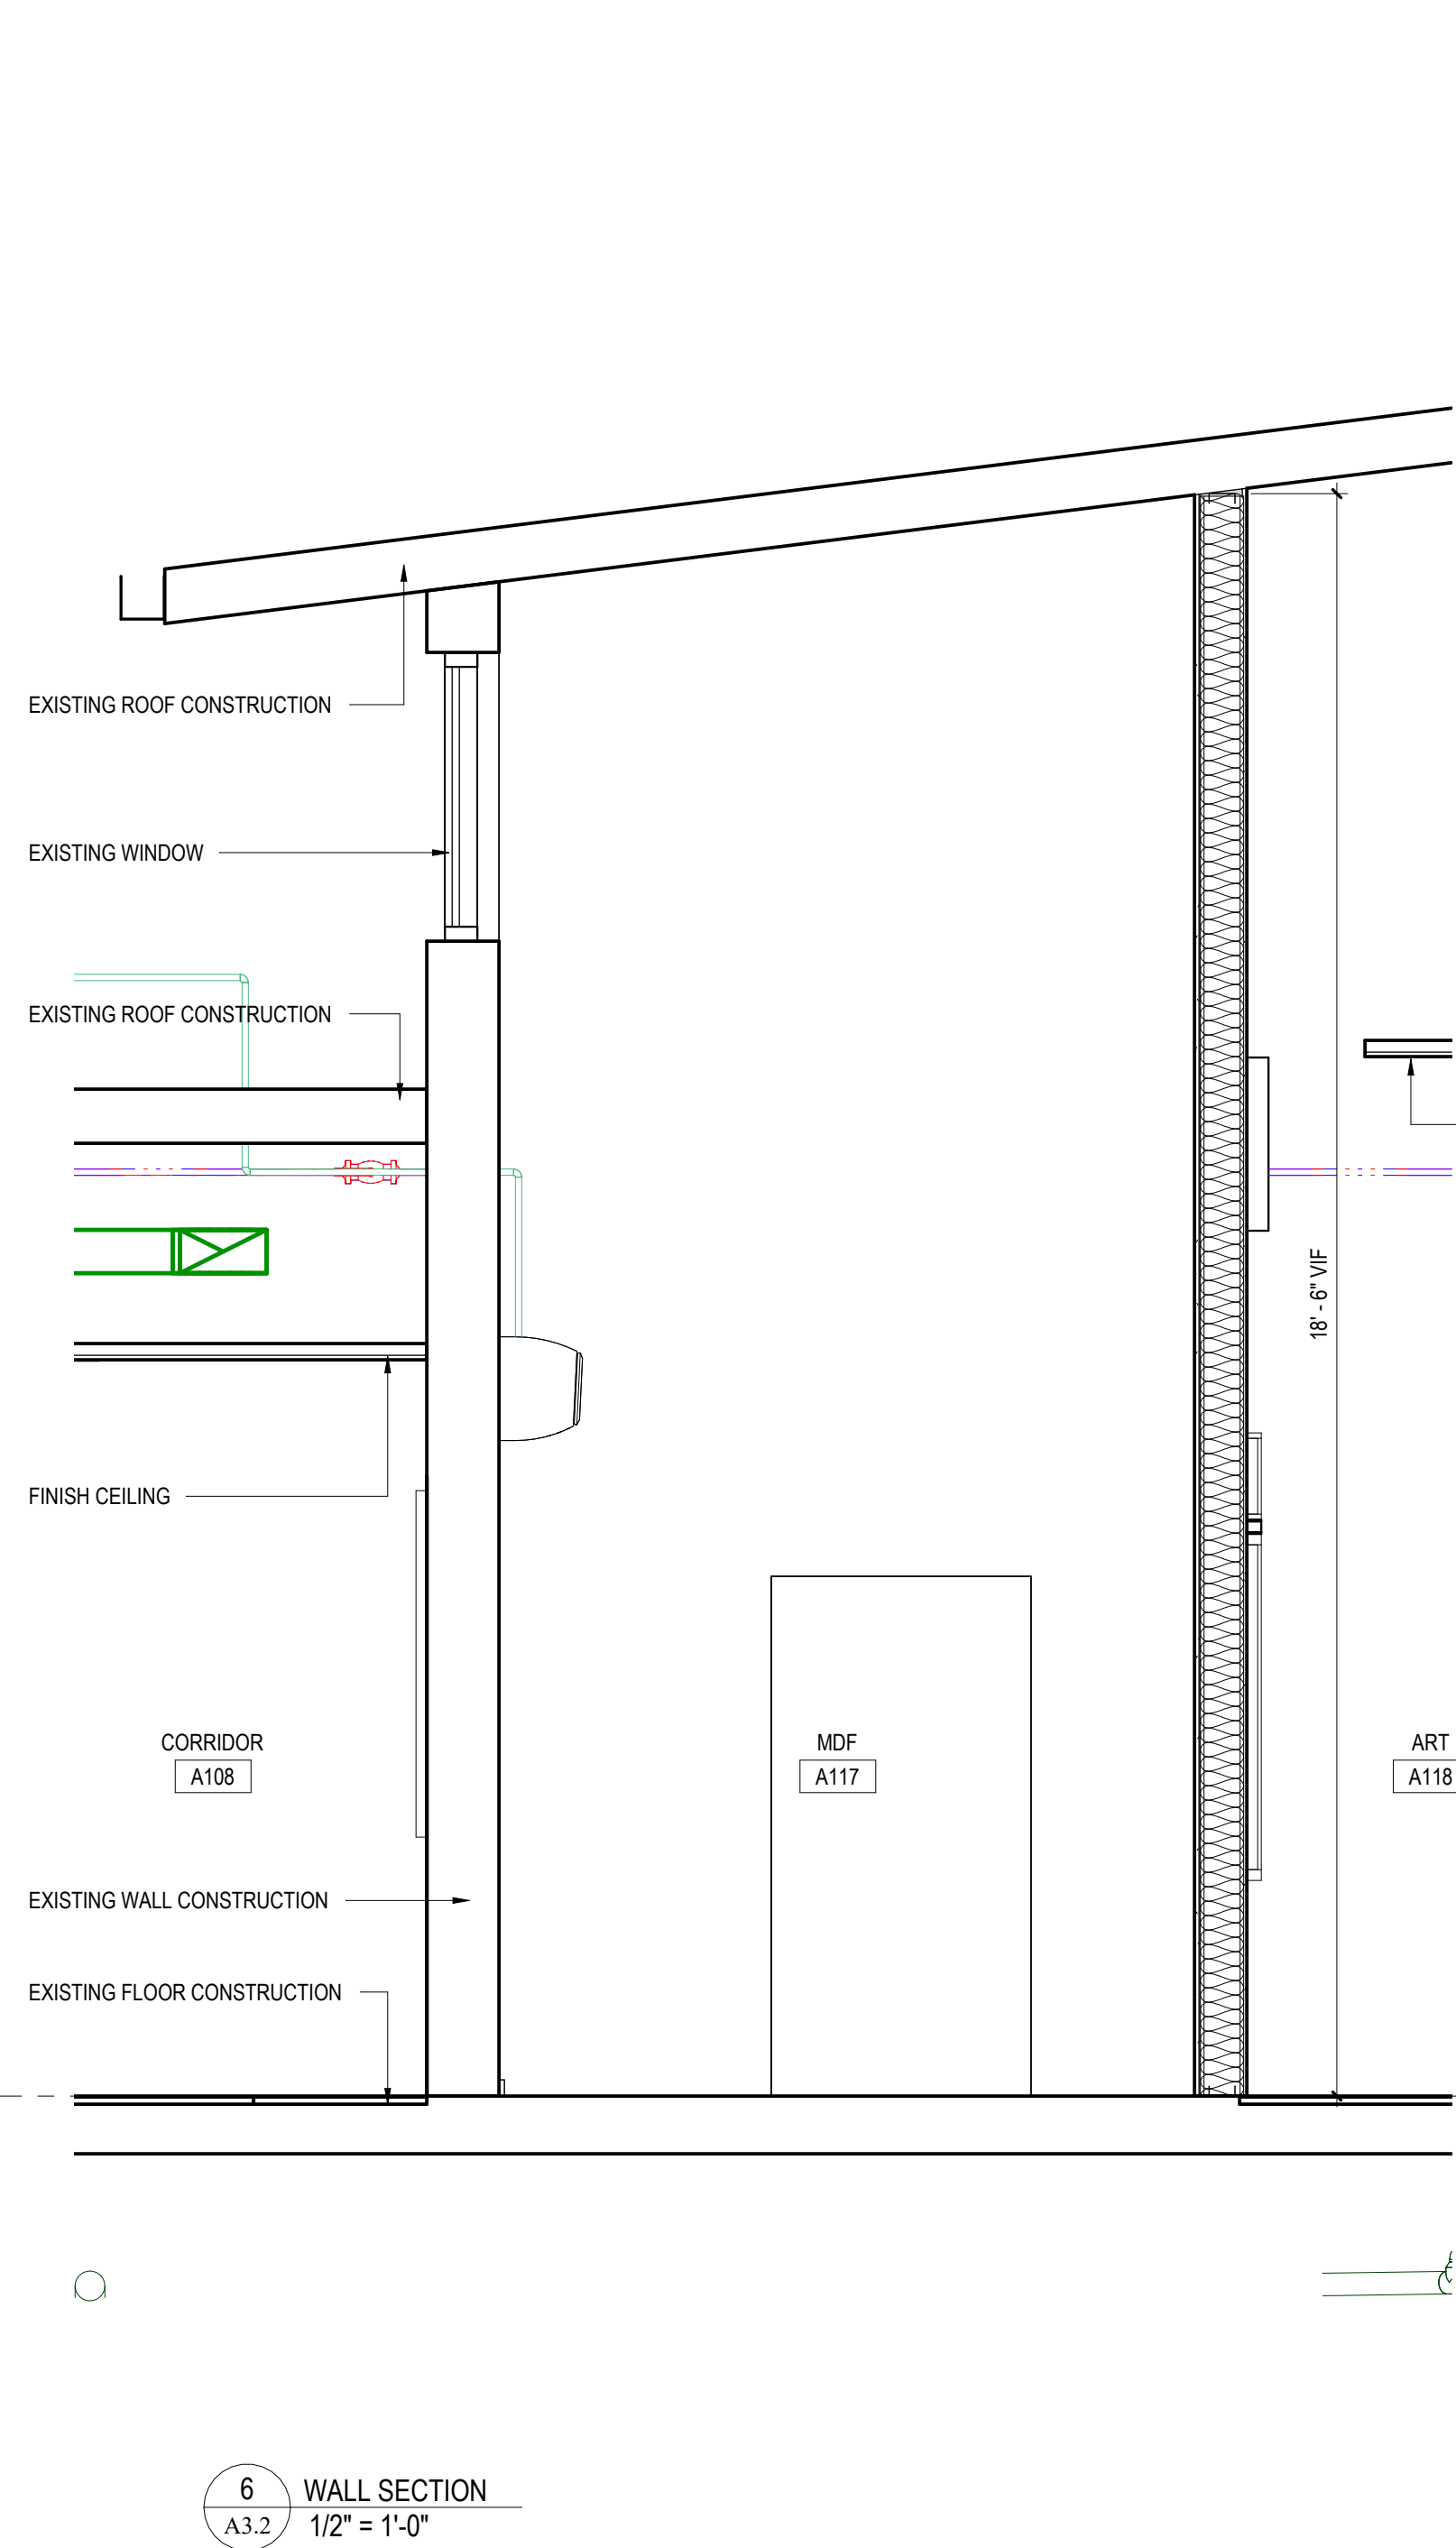 EXISTING ROOF CONSTRUCTION
EXISTING WINDOW
EXISTING ROOF CONSTRUCTION
18' - 6" VIF
FINISH CEILING
CORRIDOR
A108
MDF
A117
ART
A118
EXISTING WALL CONSTRUCTION
EXISTING FLOOR CONSTRUCTION
6
WALL SECTION
A3.2
1/2" = 1'-0"